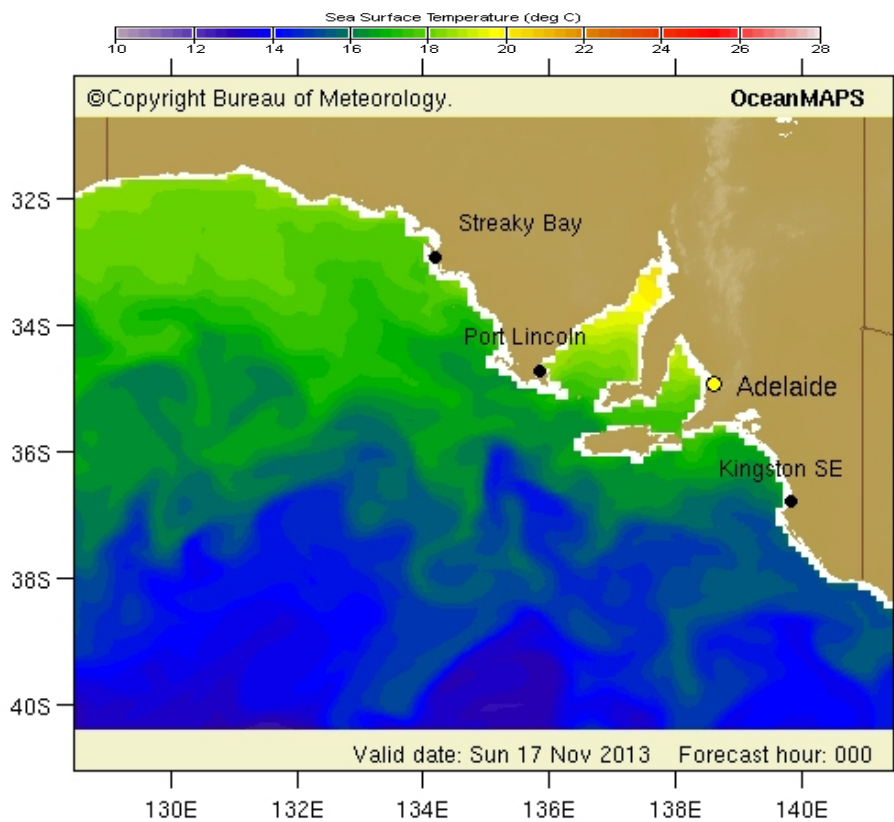 Sea Surface Temperature (deg C)
10 12 14 16 18 20 22 24 26 28
©Copyright Bureau of Meteorology. OceanMAPS
32S
Streaky Bay
34S
Port Lincoln
Adelaide
36S
Kingston SE
38S
40S
Valid date: Sun 17 Nov 2013 Forecast hour: 000
130E 132E 134E 136E 138E 140E